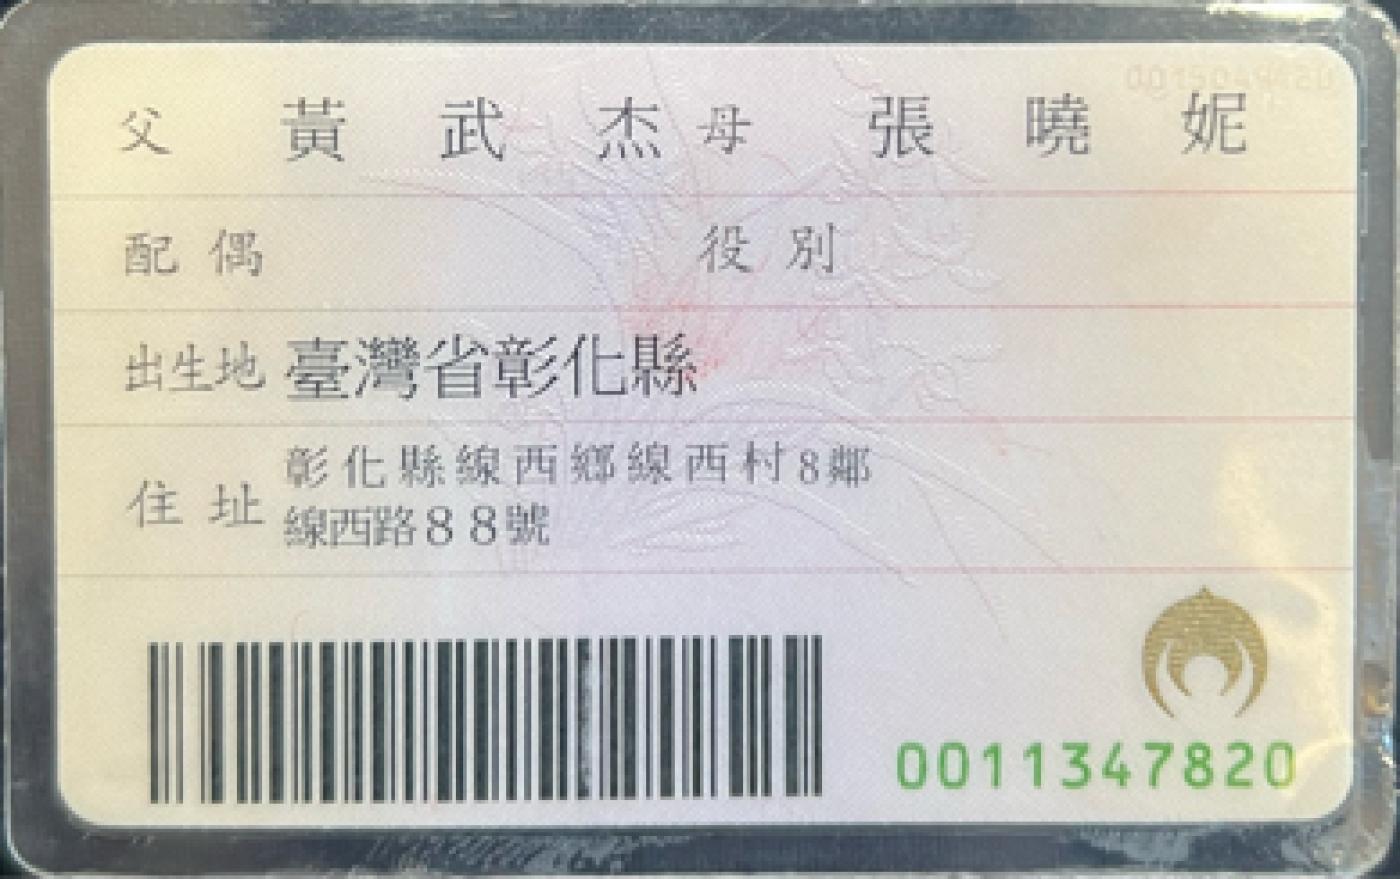 父 黃武杰 母 張曉妮
配偶 役別
出生地 臺灣省彰化縣
住址 彰化縣線西鄉線西村8鄰
線西路88號
0011347820